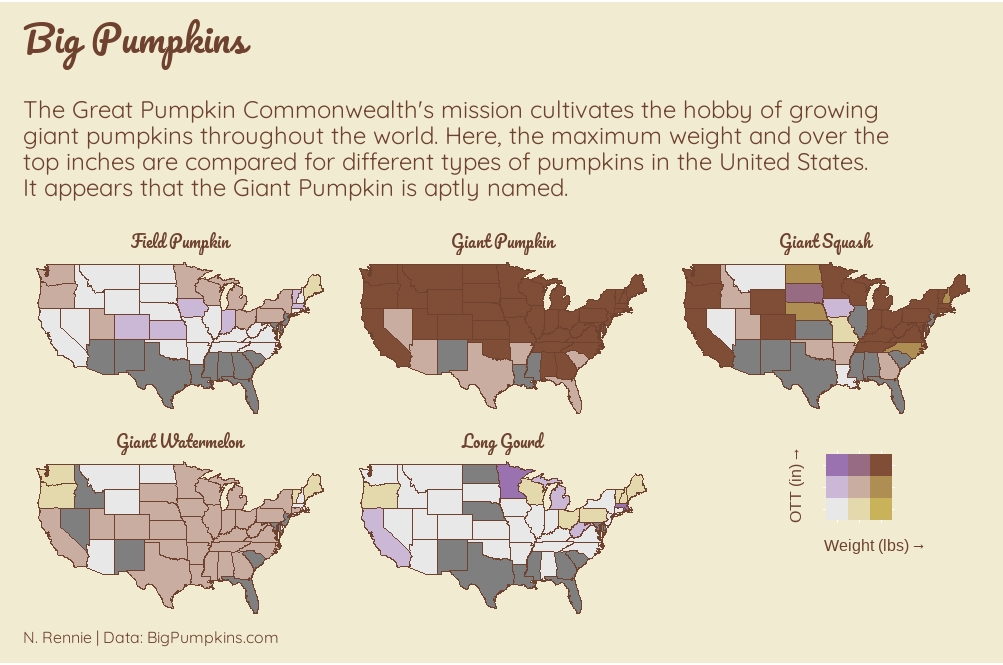 Big Pumpkins
The Great Pumpkin Commonwealth's mission cultivates the hobby of growing
giant pumpkins throughout the world. Here, the maximum weight and over the
top inches are compared for different types of pumpkins in the United States.
It appears that the Giant Pumpkin is aptly named.
Field Pumpkin
Giant Pumpkin
Giant Squash
Giant Watermelon
Long Gourd
OTT (in) →
Weight (lbs) →
N. Rennie | Data: BigPumpkins.com